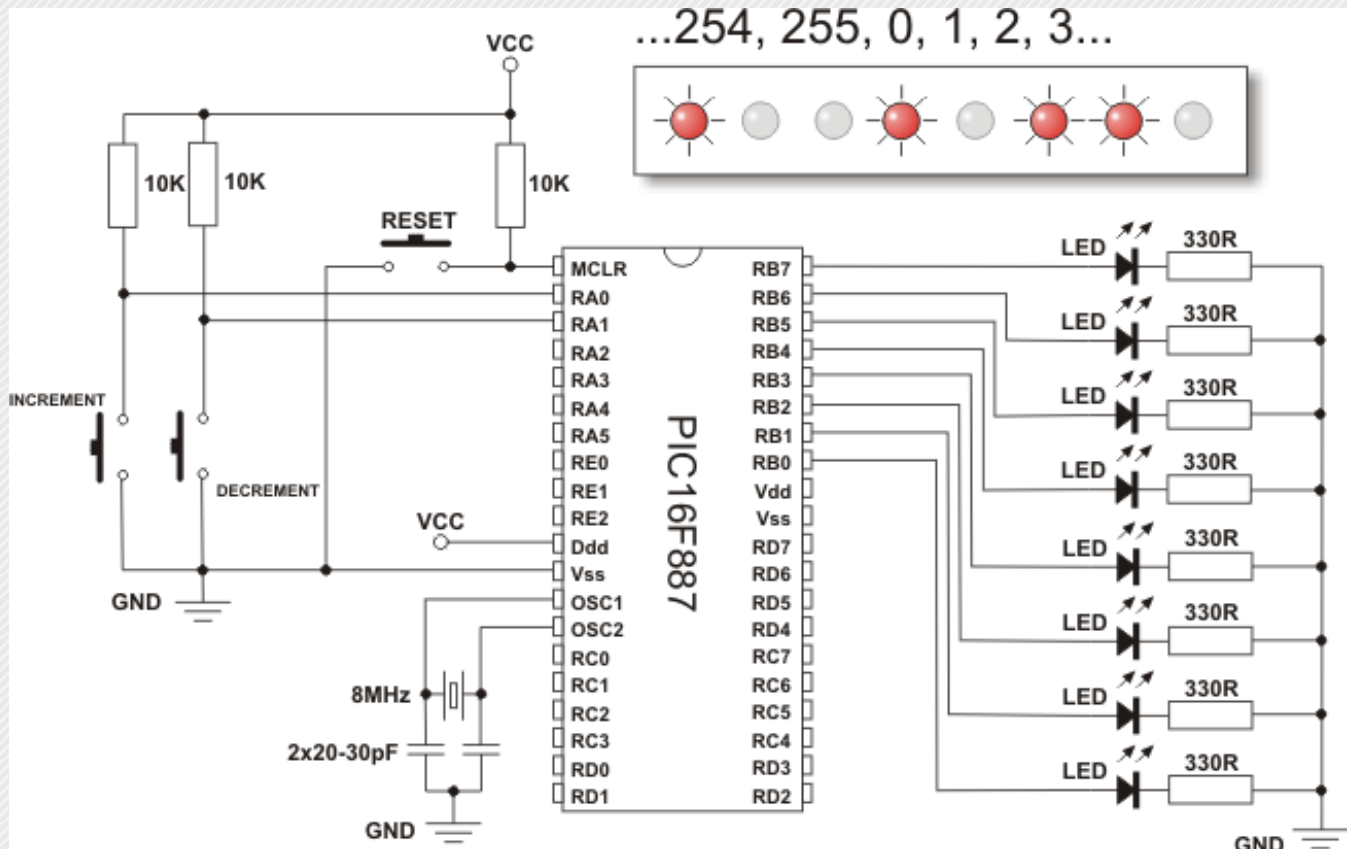 ...254, 255, 0, 1, 2, 3...
VCC
10K
10K
10K
RESET
INCREMENT
DECREMENT
VCC
GND
8MHz
2x20-30pF
GND
MCLR
RA0
RA1
RA2
RA3
RA4
RA5
RE0
RE1
RE2
Ddd
Vss
OSC1
OSC2
RC0
RC1
RC2
RC3
RD0
RD1
PIC16F887
RB7
RB6
RB5
RB4
RB3
RB2
RB1
RB0
Vdd
Vss
RD7
RD6
RD5
RD4
RC7
RC6
RC5
RC4
RD3
RD2
LED 330R
LED 330R
LED 330R
LED 330R
LED 330R
LED 330R
LED 330R
LED 330R
GND